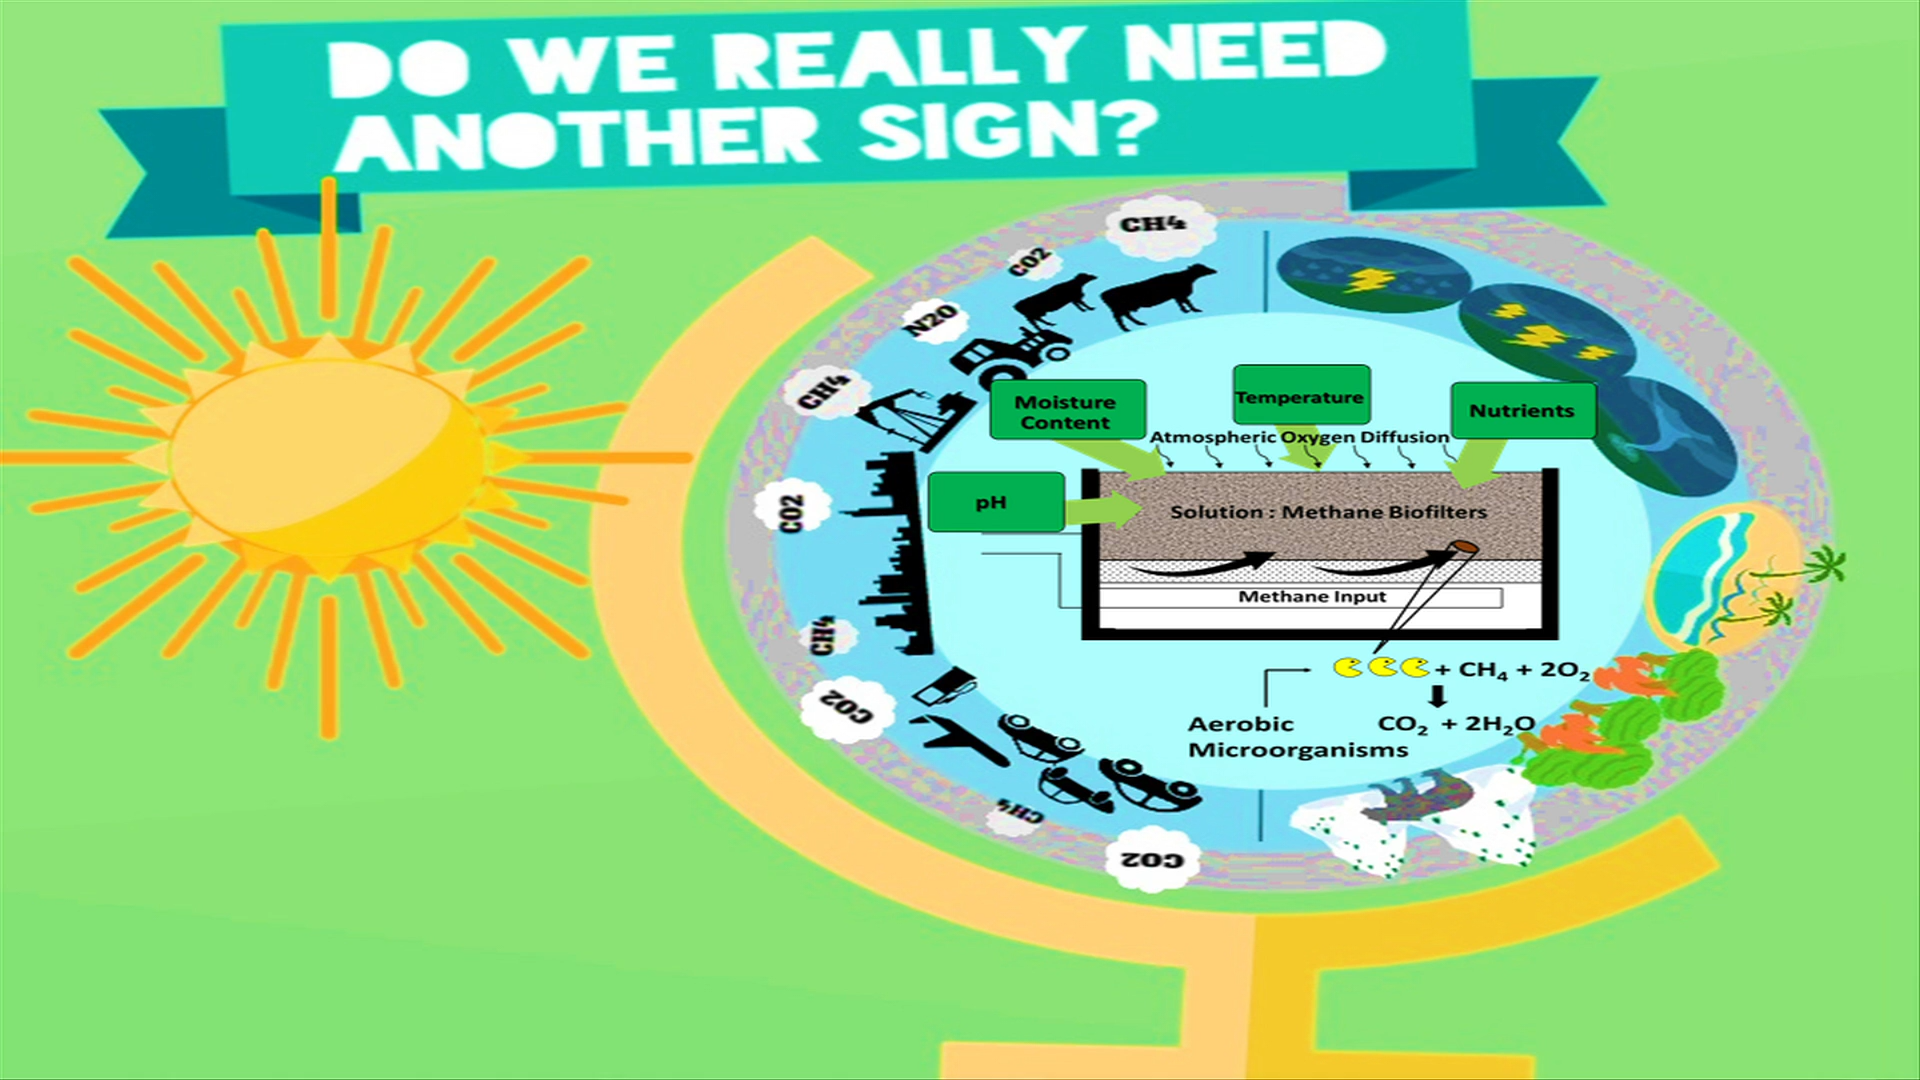 DO WE REALLY NEED
ANOTHER SIGN?
CH4
CO2
N2O
CH4
CO2
CH4
CO2
CH4
CO2
Moisture
Content
Temperature
Nutrients
Atmospheric Oxygen Diffusion
pH
Solution : Methane Biofilters
Methane Input
+ CH₄ + 2O₂
Aerobic
Microorganisms
CO₂ + 2H₂O